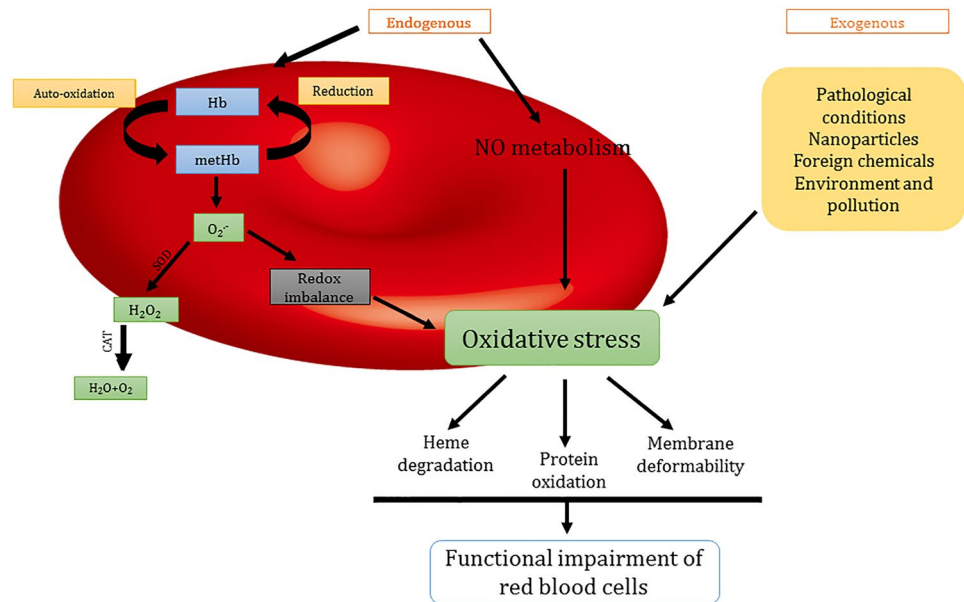 Endogenous
Exogenous
Auto-oxidation
Hb
Reduction
metHb
NO metabolism
Pathological
conditions
Nanoparticles
Foreign chemicals
Environment and
pollution
O₂·⁻
SOD
Redox
imbalance
H₂O₂
CAT
H₂O+O₂
Oxidative stress
Heme
degradation
Protein
oxidation
Membrane
deformability
Functional impairment of
red blood cells